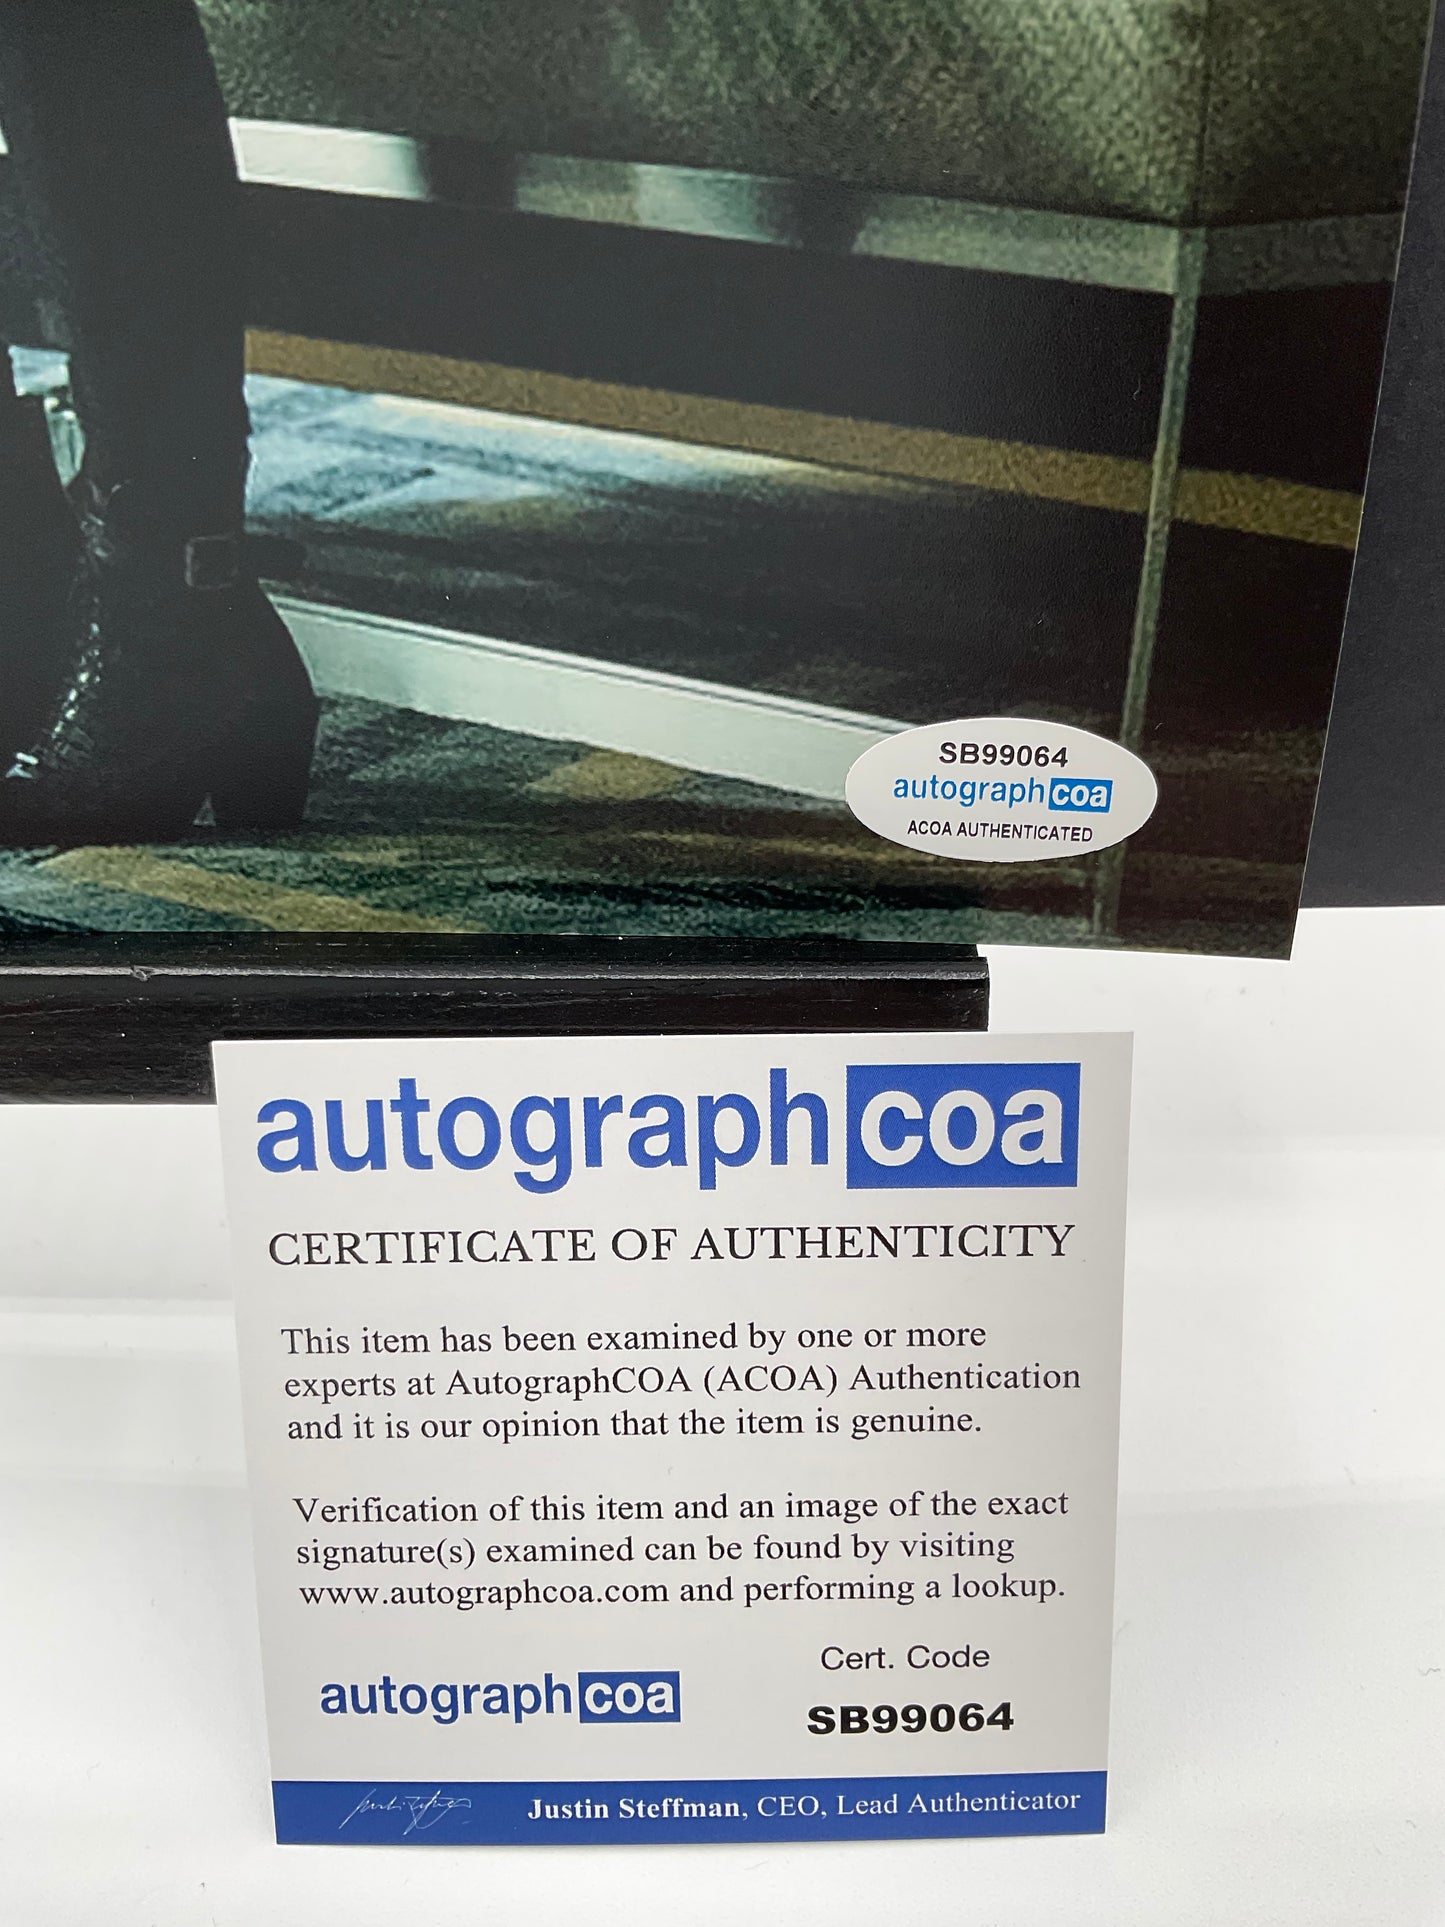 SB99064
autographcoa
ACOA AUTHENTICATED
autographcoa
CERTIFICATE OF AUTHENTICITY
This item has been examined by one or more
experts at AutographCOA (ACOA) Authentication
and it is our opinion that the item is genuine.
Verification of this item and an image of the exact
signature(s) examined can be found by visiting
www.autographcoa.com and performing a lookup.
Cert. Code
autographcoa
SB99064
Justin Steffman, CEO, Lead Authenticator